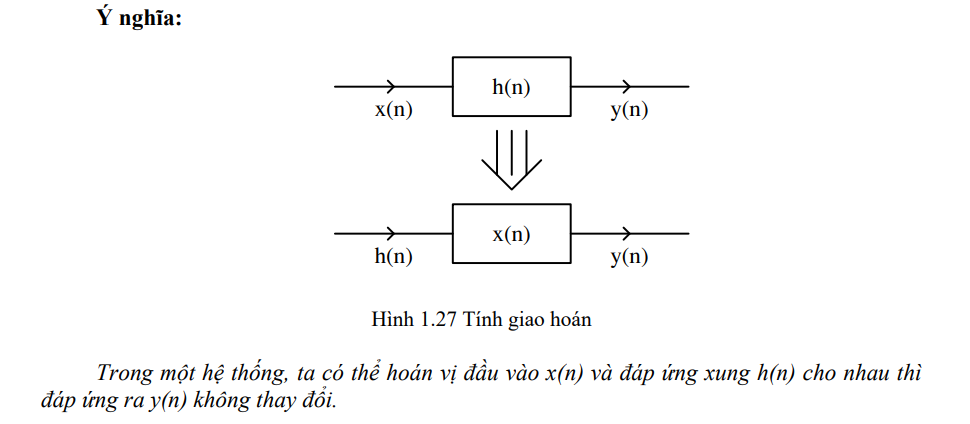 Ý nghĩa:
h(n)
x(n)
y(n)
x(n)
h(n)
y(n)
Hình 1.27 Tính giao hoán
Trong một hệ thống, ta có thể hoán vị đầu vào x(n) và đáp ứng xung h(n) cho nhau thì
đáp ứng ra y(n) không thay đổi.